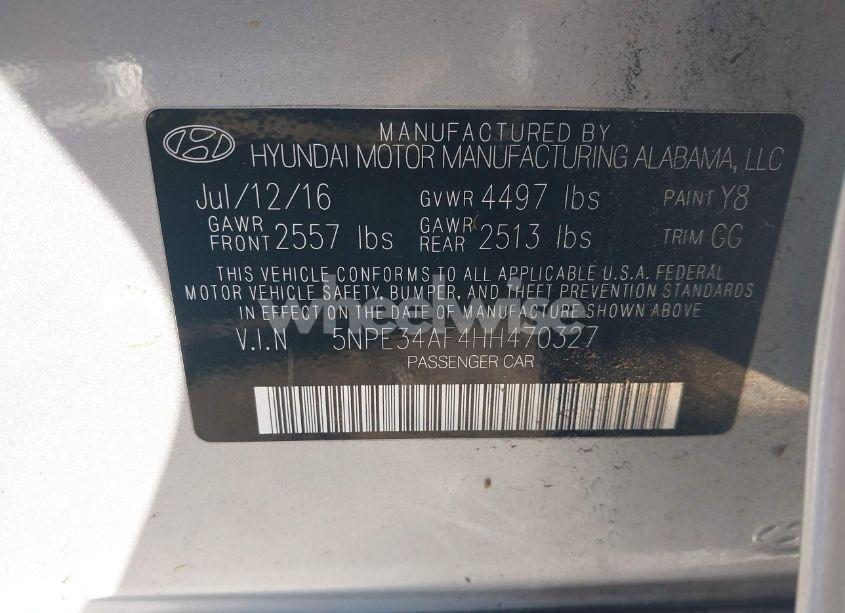 MANUFACTURED BY
HYUNDAI MOTOR MANUFACTURING ALABAMA, LLC
Jul/12/16 GVWR 4497 lbs PAINT Y8
GAWR FRONT 2557 lbs GAWR REAR 2513 lbs TRIM GG
THIS VEHICLE CONFORMS TO ALL APPLICABLE U.S.A. FEDERAL
MOTOR VEHICLE SAFETY, BUMPER, AND THEFT PREVENTION STANDARDS
IN EFFECT ON THE DATE OF MANUFACTURE SHOWN ABOVE
wheelwise
V.I.N 5NPE34AF4HH470327
PASSENGER CAR